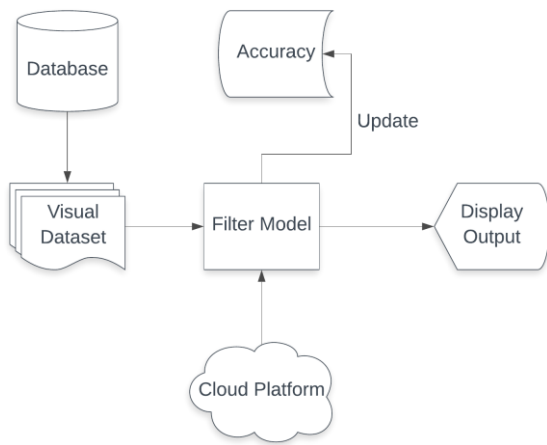 Database
Accuracy
Update
Visual
Dataset
Filter Model
Display
Output
Cloud Platform